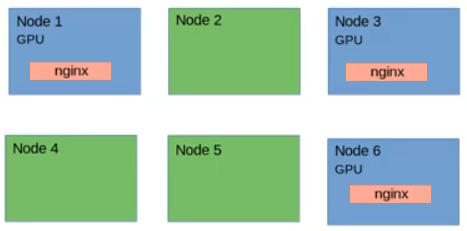 Node 1
GPU
nginx
Node 2
Node 3
GPU
nginx
Node 4
Node 5
Node 6
GPU
nginx